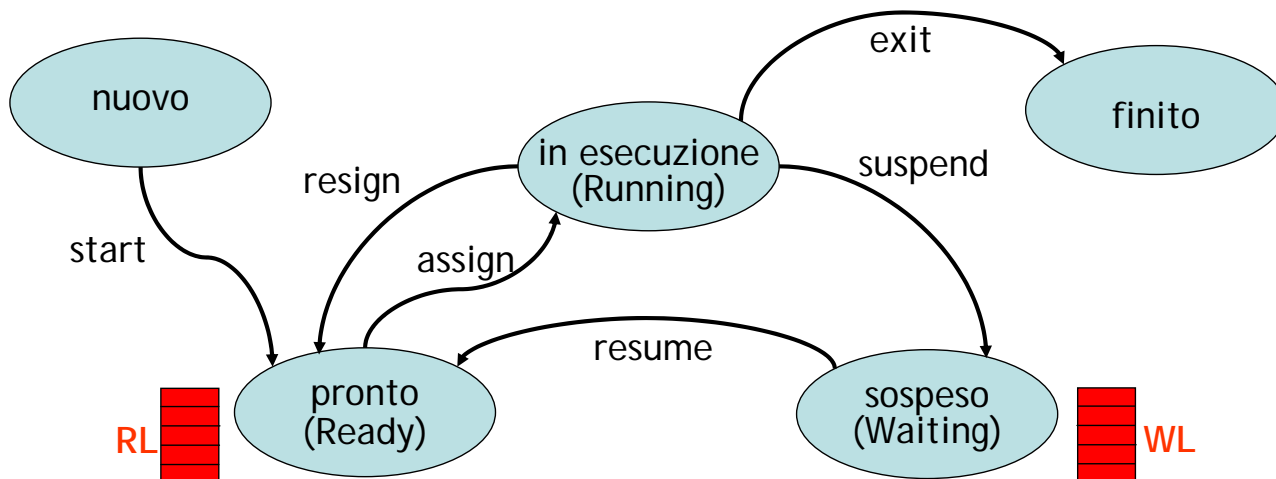 exit
nuovo
finito
in esecuzione
(Running)
resign
suspend
start
assign
resume
pronto
(Ready)
sospeso
(Waiting)
RL
WL